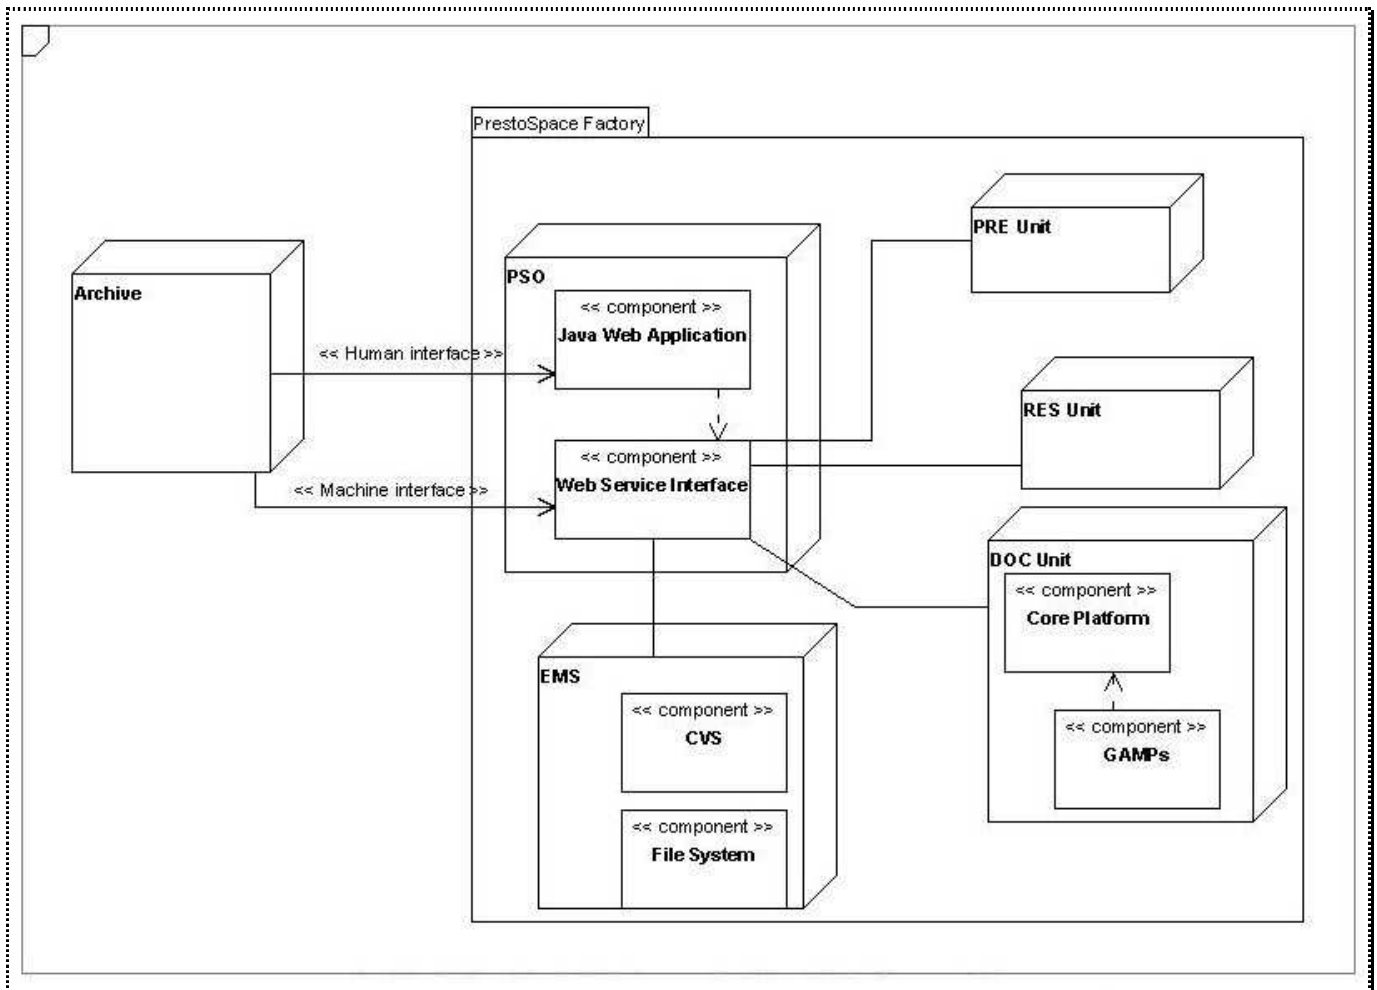 PrestoSpace Factory
PRE Unit
PSO
Archive
<< component >>
Java Web Application
<< Human interface >>
RES Unit
<< component >>
Web Service Interface
<< Machine interface >>
DOC Unit
<< component >>
Core Platform
EMS
<< component >>
CVS
<< component >>
GAMPs
<< component >>
File System